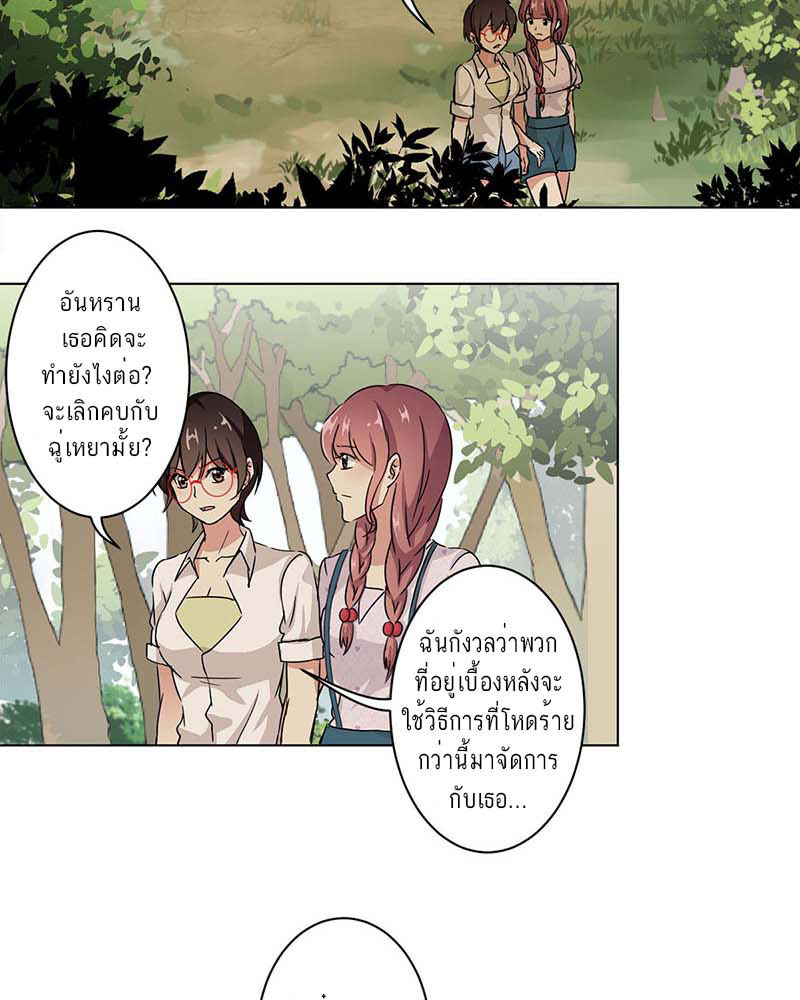 อันหราน
เธอคิดจะ
ทำยังไงต่อ?
จะเลิกคบกับ
ฉู่เหยามั้ย?
ฉันกังวลว่าพวก
ที่อยู่เบื้องหลังจะ
ใช้วิธีการที่โหดร้าย
กว่านี้มาจัดการ
กับเธอ...